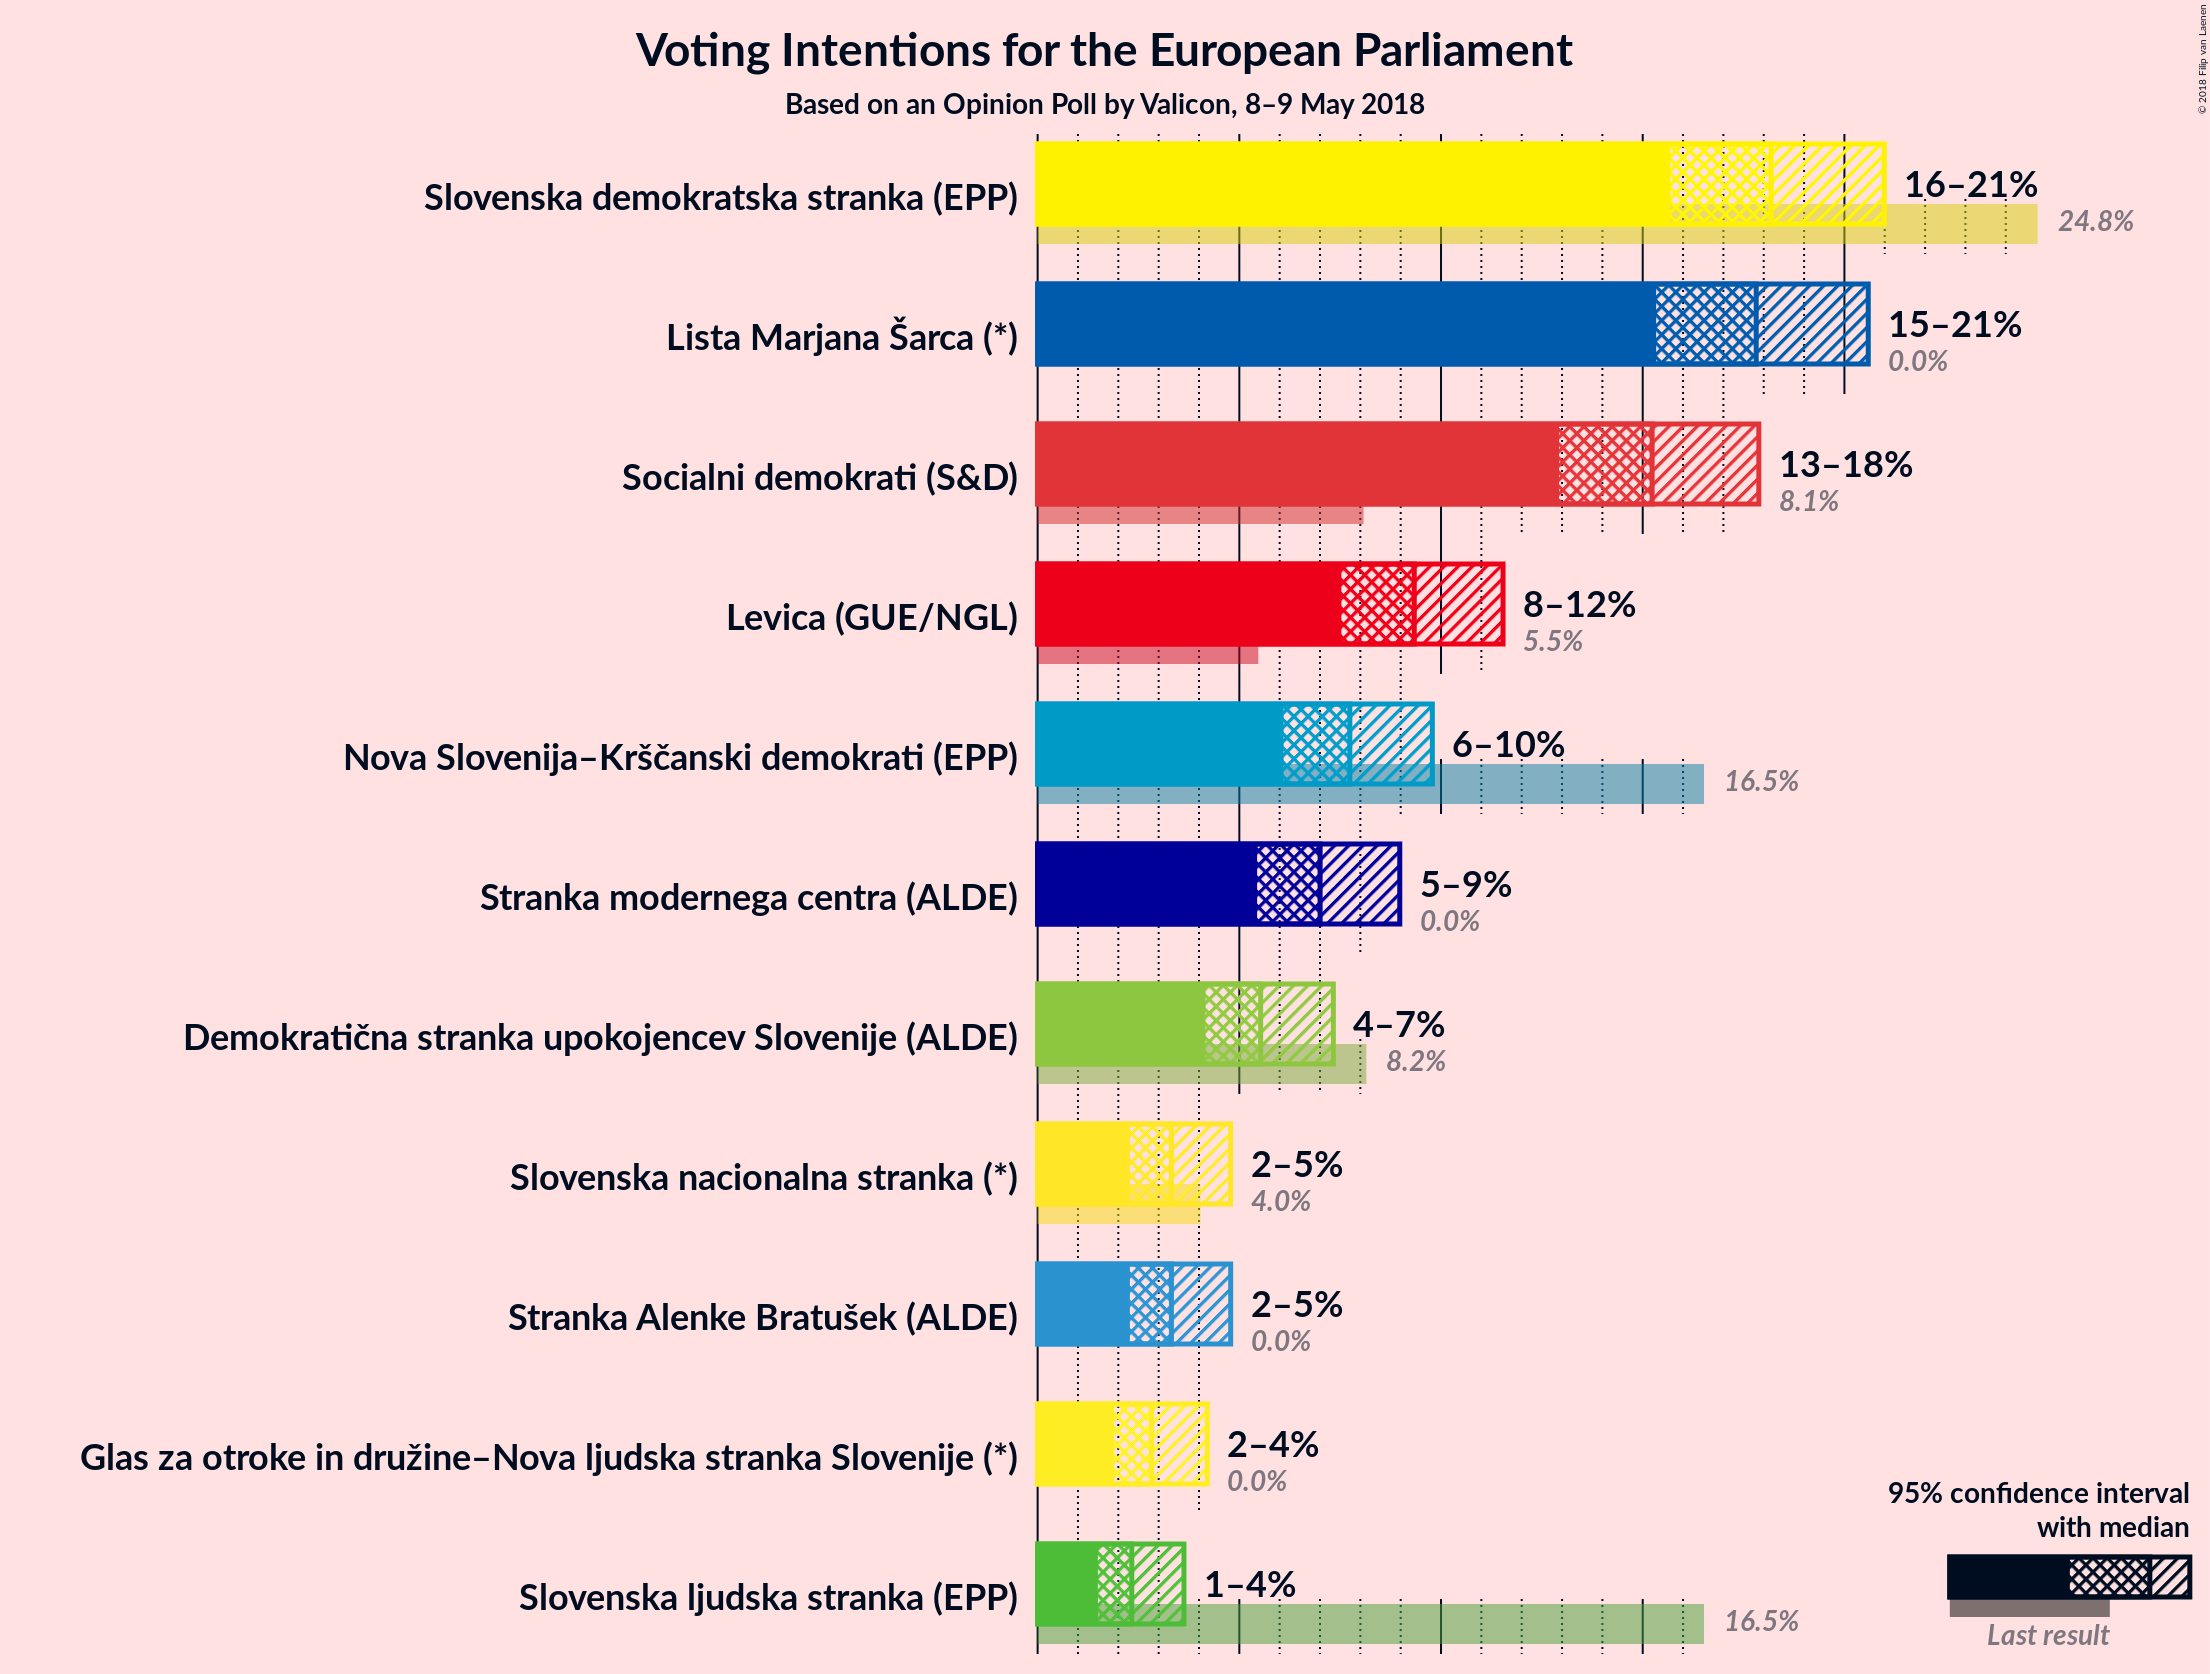 Voting Intentions for the European Parliament
Based on an Opinion Poll by Valicon, 8–9 May 2018
© 2018 Filip van Laenen
Slovenska demokratska stranka (EPP)
16–21%
24.8%
Lista Marjana Šarca (*)
15–21%
0.0%
Socialni demokrati (S&D)
13–18%
8.1%
Levica (GUE/NGL)
8–12%
5.5%
Nova Slovenija–Krščanski demokrati (EPP)
6–10%
16.5%
Stranka modernega centra (ALDE)
5–9%
0.0%
Demokratična stranka upokojencev Slovenije (ALDE)
4–7%
8.2%
Slovenska nacionalna stranka (*)
2–5%
4.0%
Stranka Alenke Bratušek (ALDE)
2–5%
0.0%
Glas za otroke in družine–Nova ljudska stranka Slovenije (*)
2–4%
0.0%
Slovenska ljudska stranka (EPP)
1–4%
16.5%
95% confidence interval
with median
Last result